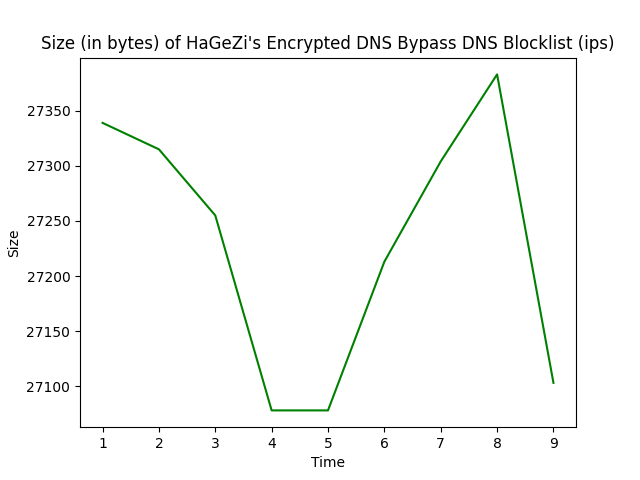 Size (in bytes) of HaGeZi's Encrypted DNS Bypass DNS Blocklist (ips)
27350
27300
27250
27200
27150
27100
Size
1 2 3 4 5 6 7 8 9
Time